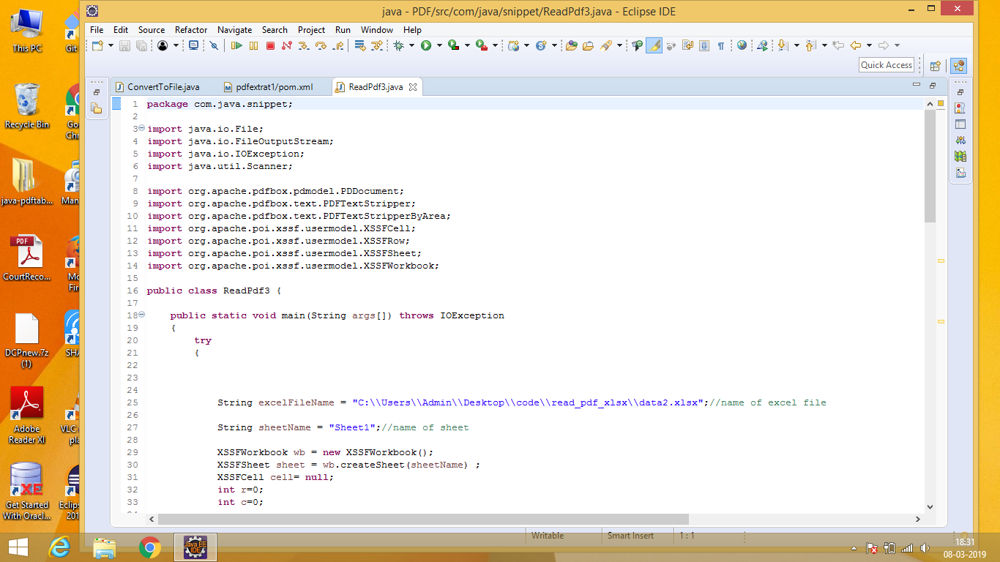 java - PDF/src/com/java/snippet/ReadPdf3.java - Eclipse IDE
File Edit Source Refactor Navigate Search Project Run Window Help
Quick Access
ConvertToFile.java pdfextrat1/pom.xml ReadPdf3.java
1 package com.java.snippet;
2
3 import java.io.File;
4 import java.io.FileOutputStream;
5 import java.io.IOException;
6 import java.util.Scanner;
7
8 import org.apache.pdfbox.pdmodel.PDDocument;
9 import org.apache.pdfbox.text.PDFTextStripper;
10 import org.apache.pdfbox.text.PDFTextStripperByArea;
11 import org.apache.poi.xssf.usermodel.XSSFCell;
12 import org.apache.poi.xssf.usermodel.XSSFRow;
13 import org.apache.poi.xssf.usermodel.XSSFSheet;
14 import org.apache.poi.xssf.usermodel.XSSFWorkbook;
15
16 public class ReadPdf3 {
17
18 public static void main(String args[]) throws IOException
19 {
20 try
21 {
22
23
24
25 String excelFileName = "C:\\Users\\Admin\\Desktop\\code\\read_pdf_xlsx\\data2.xlsx";//name of excel file
26
27 String sheetName = "Sheet1";//name of sheet
28
29 XSSFWorkbook wb = new XSSFWorkbook();
30 XSSFSheet sheet = wb.createSheet(sheetName) ;
31 XSSFCell cell= null;
32 int r=0;
33 int c=0;
Writable Smart Insert 1 : 1
This PC
Git
Recycle Bin
Go
Chr
java-pdftab...
Man
PDF
CourtReco...
Mo
Fir
DCPnew.7z
(1)
SHA
Adobe
Reader XI
VLC
pla
XE
Get Started
With Oracl...
Eclips
201
Java EE
IDE
18:31
08-03-2019